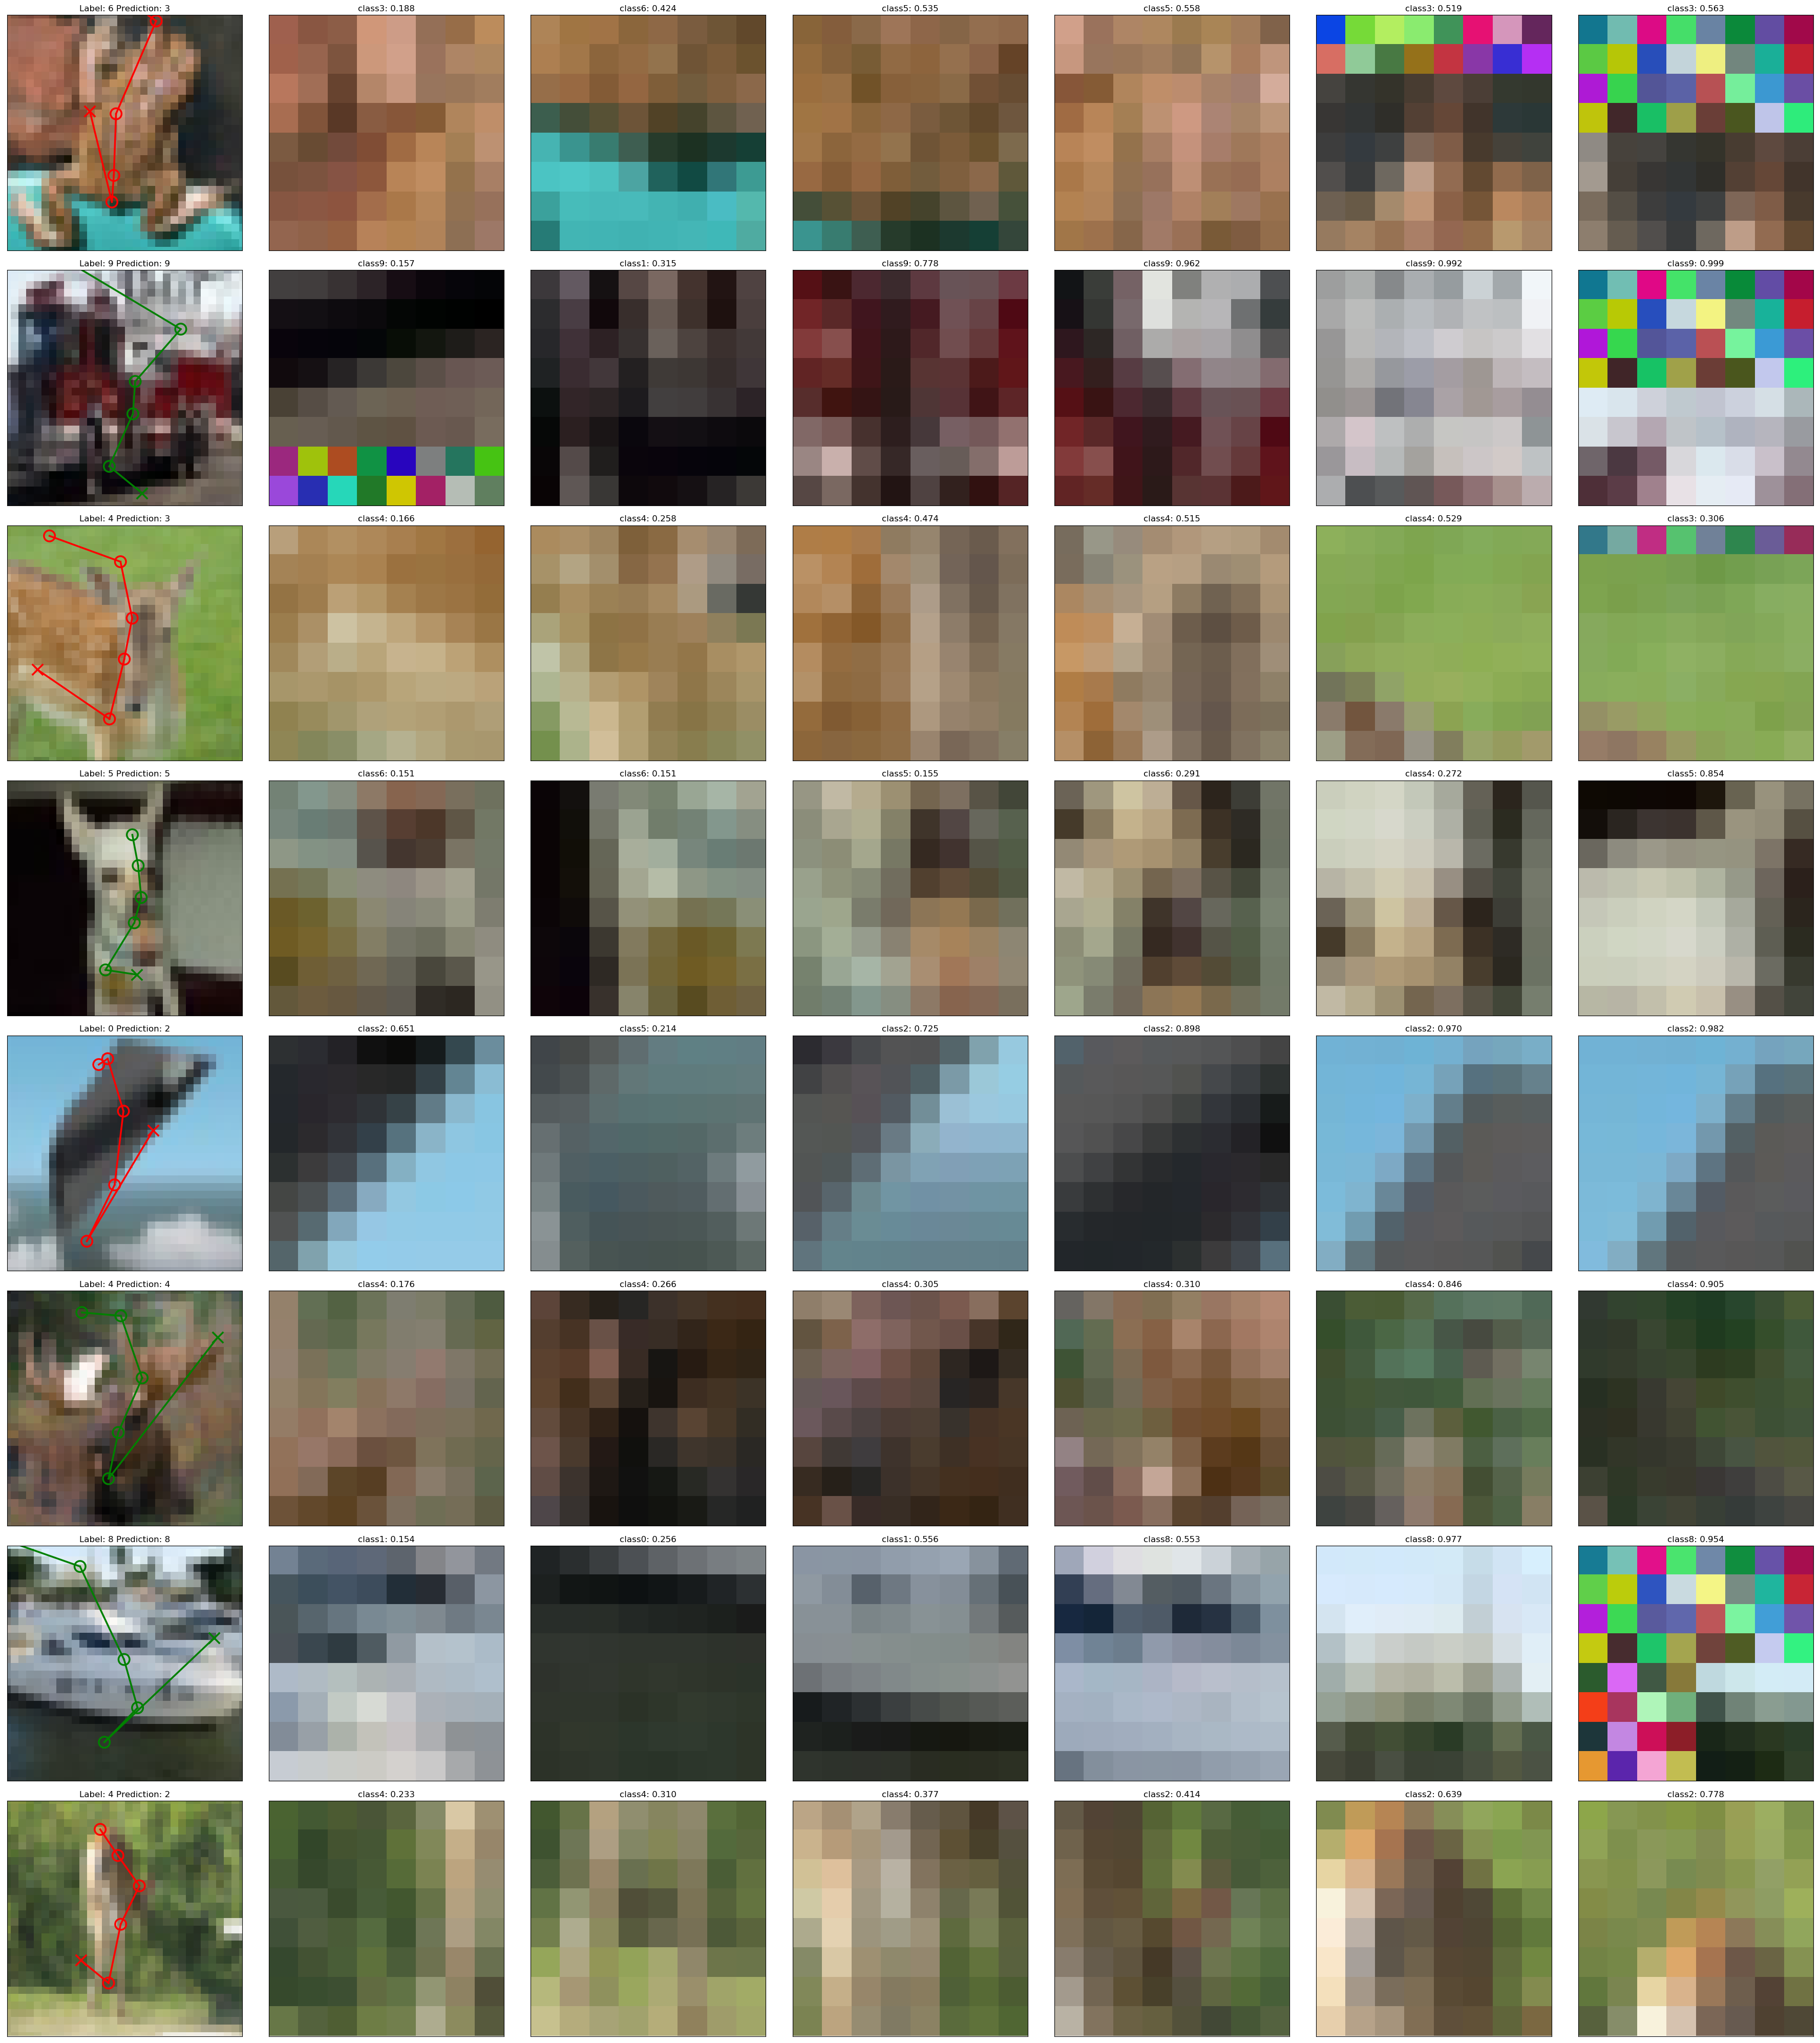 Label: 6 Prediction: 3 class3: 0.188 class6: 0.424 class5: 0.535 class5: 0.558 class3: 0.519 class3: 0.563
Label: 9 Prediction: 9 class9: 0.157 class1: 0.315 class9: 0.778 class9: 0.962 class9: 0.992 class9: 0.999
Label: 4 Prediction: 3 class4: 0.166 class4: 0.258 class4: 0.474 class4: 0.515 class4: 0.529 class3: 0.306
Label: 5 Prediction: 5 class6: 0.151 class6: 0.151 class5: 0.155 class6: 0.291 class4: 0.272 class5: 0.854
Label: 0 Prediction: 2 class2: 0.651 class5: 0.214 class2: 0.725 class2: 0.898 class2: 0.970 class2: 0.982
Label: 4 Prediction: 4 class4: 0.176 class4: 0.266 class4: 0.305 class4: 0.310 class4: 0.846 class4: 0.905
Label: 8 Prediction: 8 class1: 0.154 class0: 0.256 class1: 0.556 class8: 0.553 class8: 0.977 class8: 0.954
Label: 4 Prediction: 2 class4: 0.233 class4: 0.310 class4: 0.377 class2: 0.414 class2: 0.639 class2: 0.778